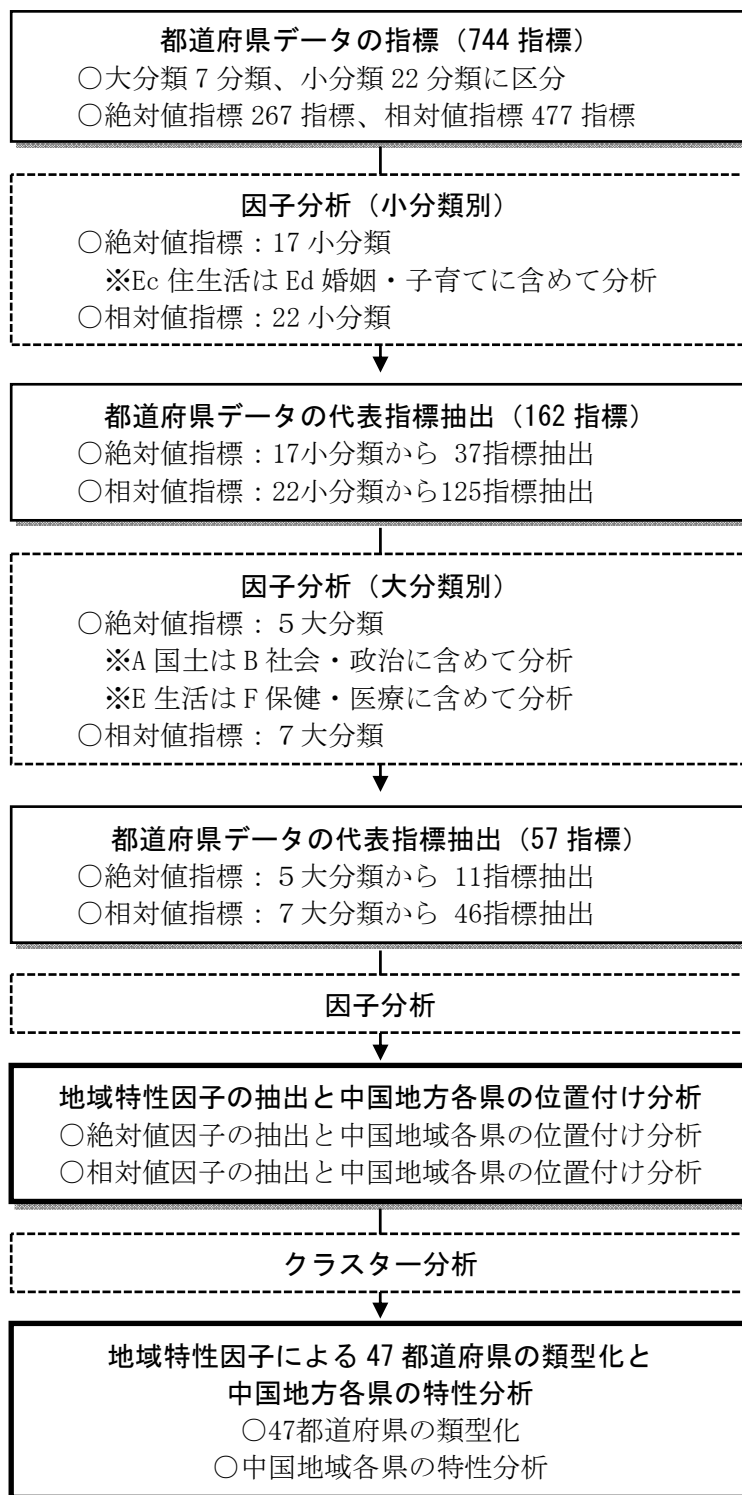 都道府県データの指標（744 指標）
○大分類 7 分類、小分類 22 分類に区分
○絶対値指標 267 指標、相対値指標 477 指標
因子分析（小分類別）
○絶対値指標：17 小分類
※Ec 住生活は Ed 婚姻・子育てに含めて分析
○相対値指標：22 小分類
都道府県データの代表指標抽出（162 指標）
○絶対値指標：17小分類から 37指標抽出
○相対値指標：22小分類から125指標抽出
因子分析（大分類別）
○絶対値指標：５大分類
※A 国土は B 社会・政治に含めて分析
※E 生活は F 保健・医療に含めて分析
○相対値指標：７大分類
都道府県データの代表指標抽出（57 指標）
○絶対値指標：５大分類から 11指標抽出
○相対値指標：７大分類から 46指標抽出
因子分析
地域特性因子の抽出と中国地方各県の位置付け分析
○絶対値因子の抽出と中国地域各県の位置付け分析
○相対値因子の抽出と中国地域各県の位置付け分析
クラスター分析
地域特性因子による 47 都道府県の類型化と
中国地方各県の特性分析
○47都道府県の類型化
○中国地域各県の特性分析